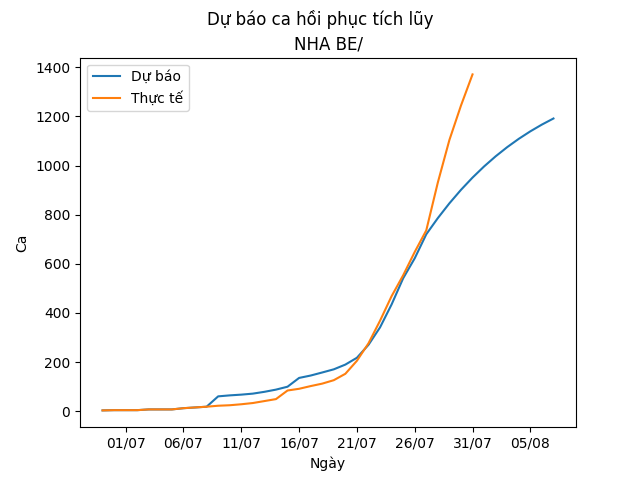 Dự báo ca hồi phục tích lũy
NHA BE/
Dự báo
Thực tế
1400
1200
1000
800
600
400
200
0
Ca
01/07
06/07
11/07
16/07
21/07
26/07
31/07
05/08
Ngày